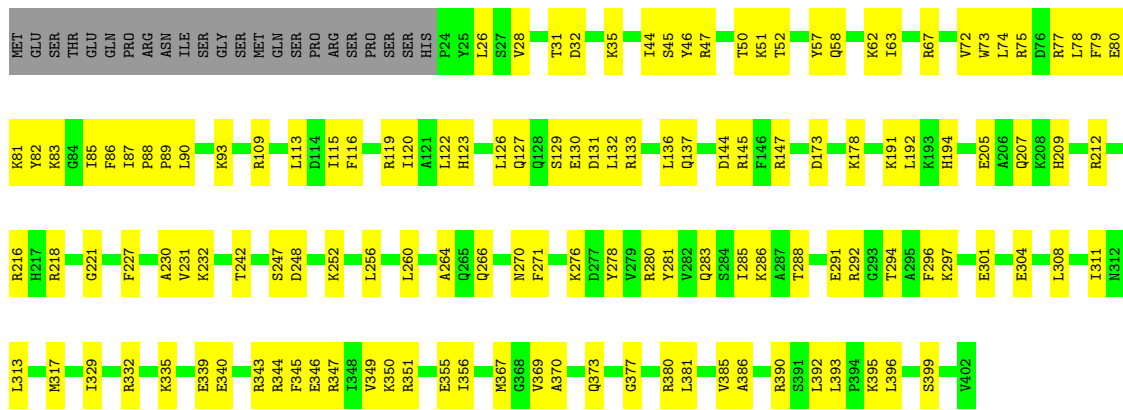 MET GLU SER THR GLU GLN PRO ARG ASN ILE SER GLY SER MET GLN SER PRO ARG SER PRO SER SER HIS P24 Y25 L26 S27 V28 T31 D32 K35 I44 S45 Y46 R47 T50 K51 T52 Y57 Q58 K62 I63 R67 V72 W73 L74 R75 D76 R77 L78 F79 E80
K81 Y82 K83 G84 I85 F86 I87 P88 P89 L90 K93 R109 L113 D114 I115 F116 R119 I120 A121 L122 H123 L126 Q127 Q128 S129 E130 D131 L132 R133 L136 Q137 D144 R145 F146 R147 D173 K178 K191 L192 K193 H194 E205 A206 Q207 K208 H209 R212
R216 H217 R218 G221 F227 A230 V231 K232 T242 S247 D248 K252 F256 L260 A264 Q265 Q266 N270 F271 K276 D277 Y278 V279 R280 Y281 V282 Q283 S284 I285 K286 A287 T288 E291 R292 G293 T294 A295 F296 K297 E301 E304 L308 I311 N312
L313 M317 I329 R332 K335 E339 E340 R343 R344 F345 E346 R347 I348 V349 K350 R351 E355 I356 M367 G368 V369 A370 Q373 G377 R380 L381 V385 A386 R390 S391 L392 L393 P394 K395 L396 S399 V402